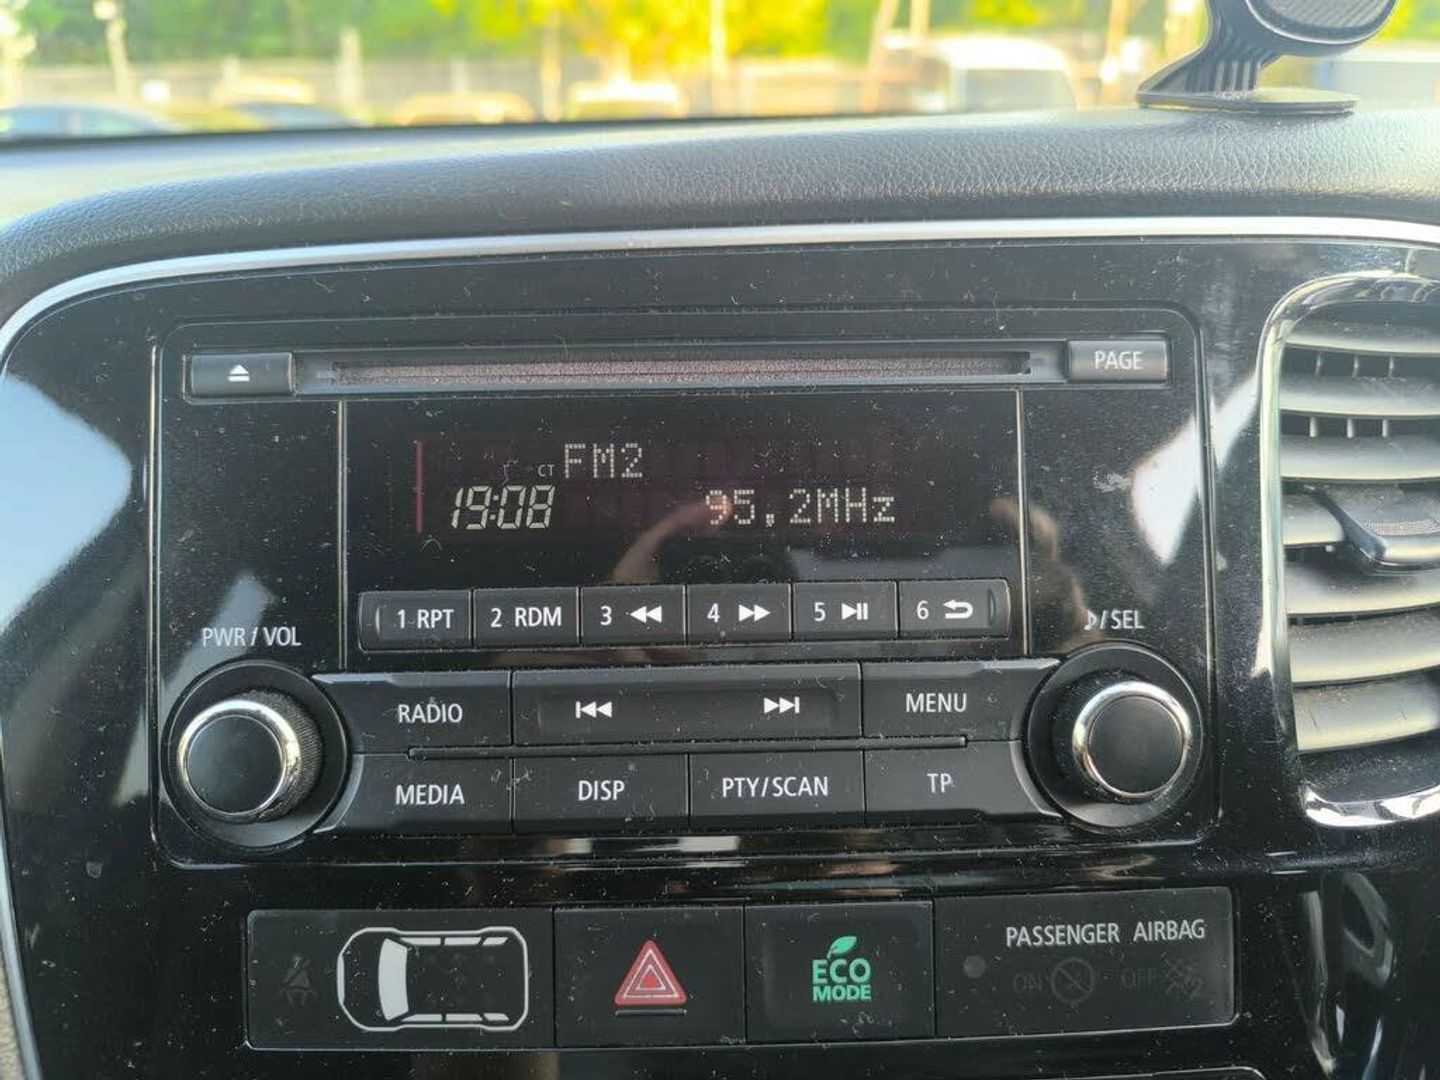 PAGE
CT FM2
19:08 95,2MHz
1 RPT 2 RDM 3 4 5 6
PWR / VOL
♪/ SEL
RADIO MENU
MEDIA DISP PTY/SCAN TP
PASSENGER AIRBAG
ON OFF 2
ECO
MODE